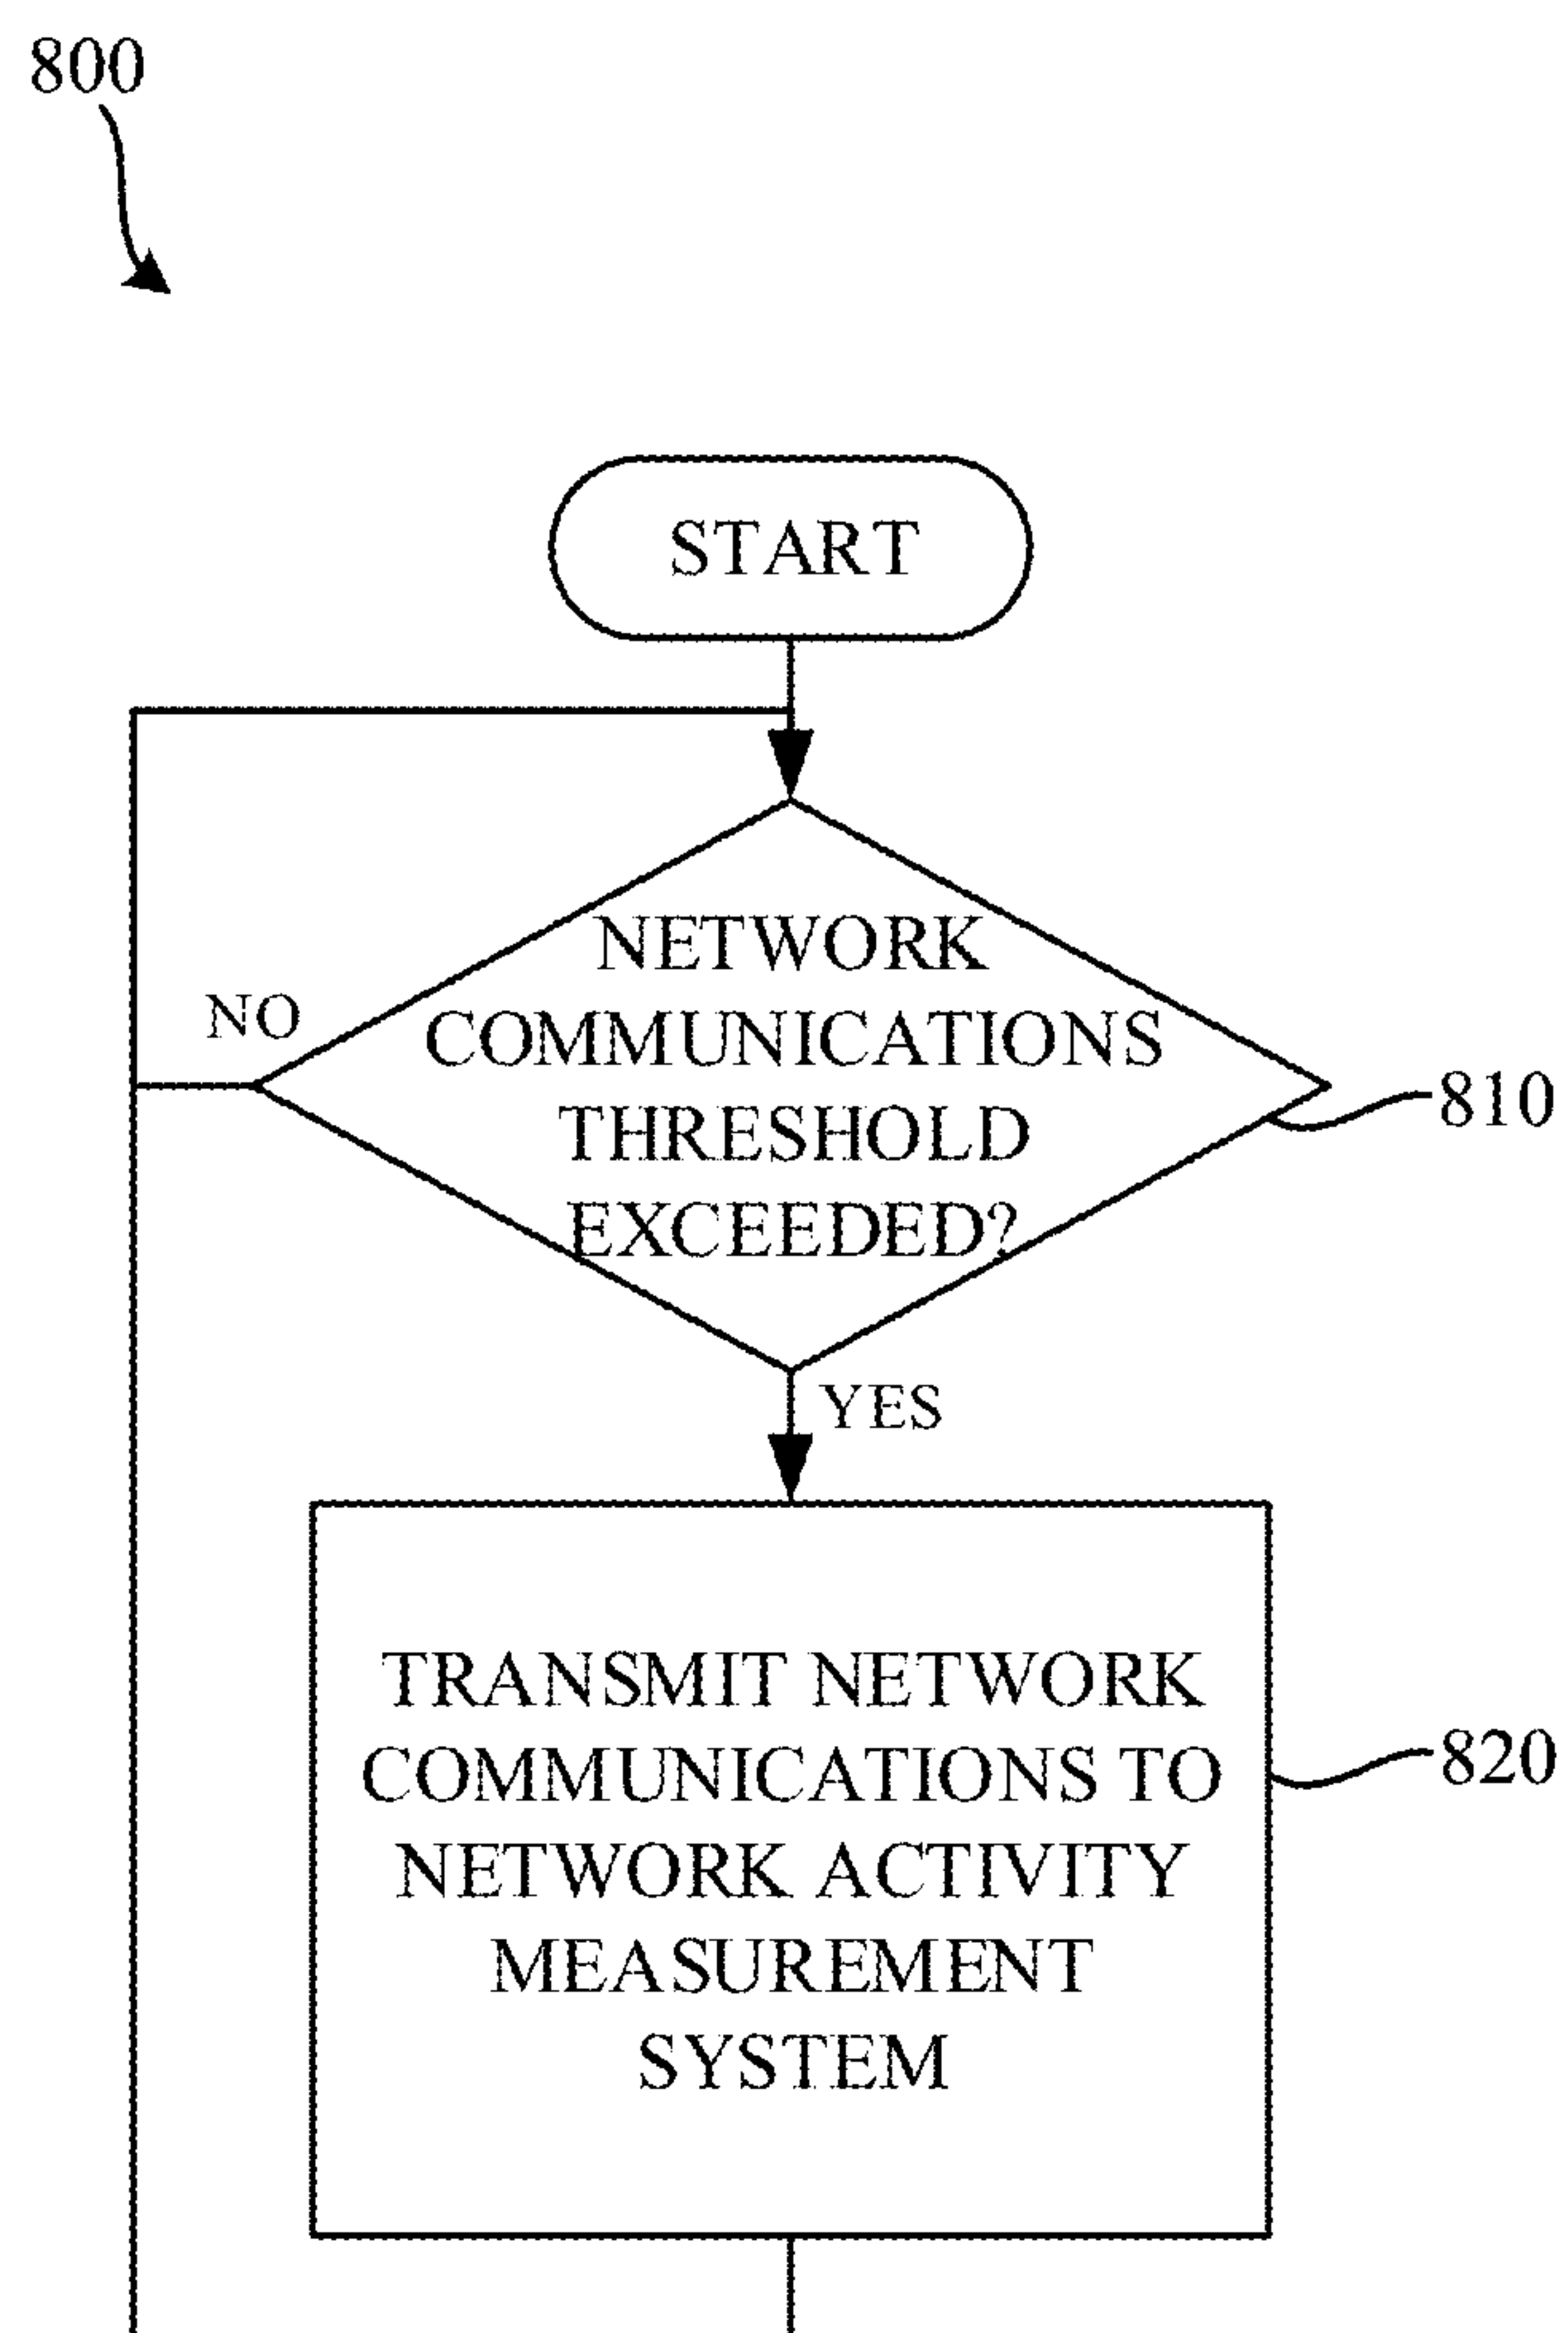 800
START
NETWORK
COMMUNICATIONS
THRESHOLD
EXCEEDED?
NO
810
YES
TRANSMIT NETWORK
COMMUNICATIONS TO
NETWORK ACTIVITY
MEASUREMENT
SYSTEM
820